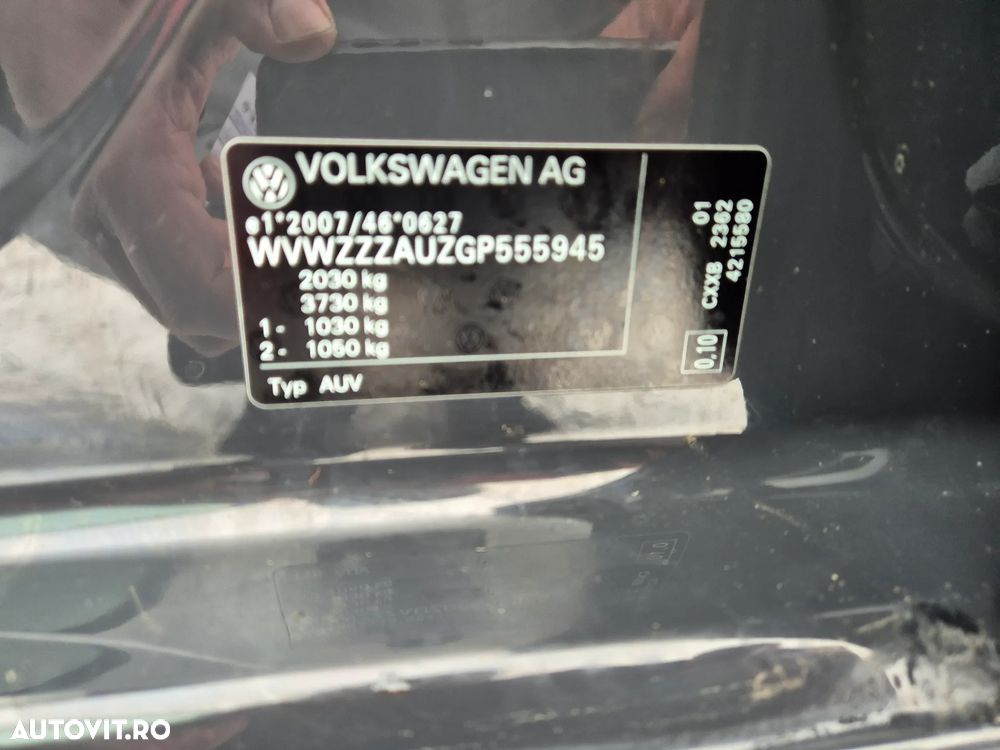 VOLKSWAGEN AG
e1*2007/46*0627
WVWZZZAUZGP555945
2030 kg
3730 kg
1- 1030 kg
2- 1050 kg
Typ AUV
01
CXXB 2362
4215580
0,10
AUTOVIT.RO